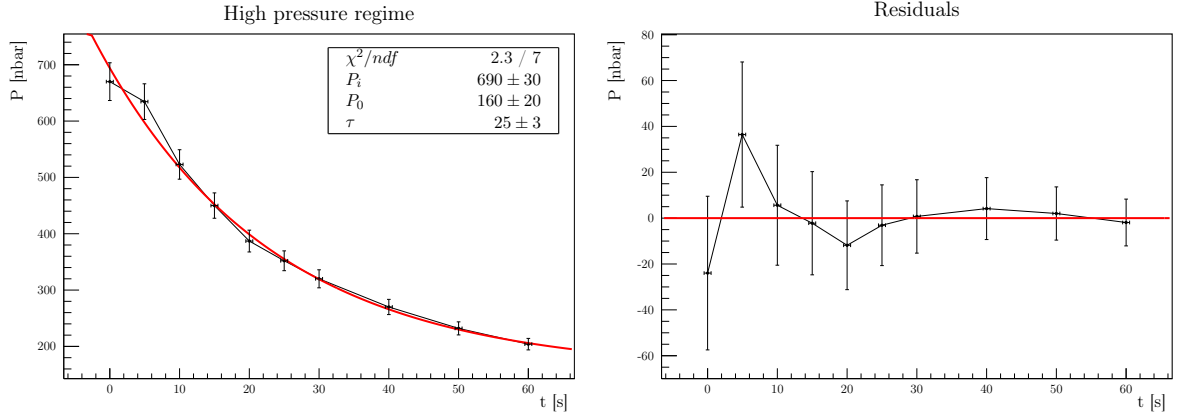 High pressure regime
P [nbar]
700
600
500
400
300
200
χ²/ndf 2.3 / 7
P_i 690 ± 30
P_0 160 ± 20
τ 25 ± 3
0 10 20 30 40 50 60
t [s]
Residuals
P [nbar]
80
60
40
20
0
-20
-40
-60
0 10 20 30 40 50 60
t [s]